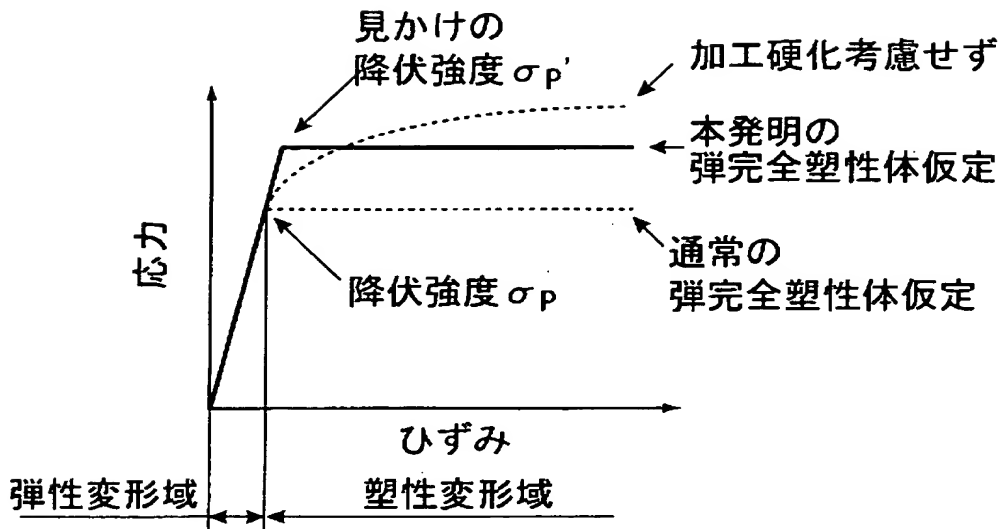 見かけの
降伏強度σp'
加工硬化考慮せず
本発明の
弾完全塑性体仮定
応力
降伏強度σp
通常の
弾完全塑性体仮定
ひずみ
弾性変形域
塑性変形域